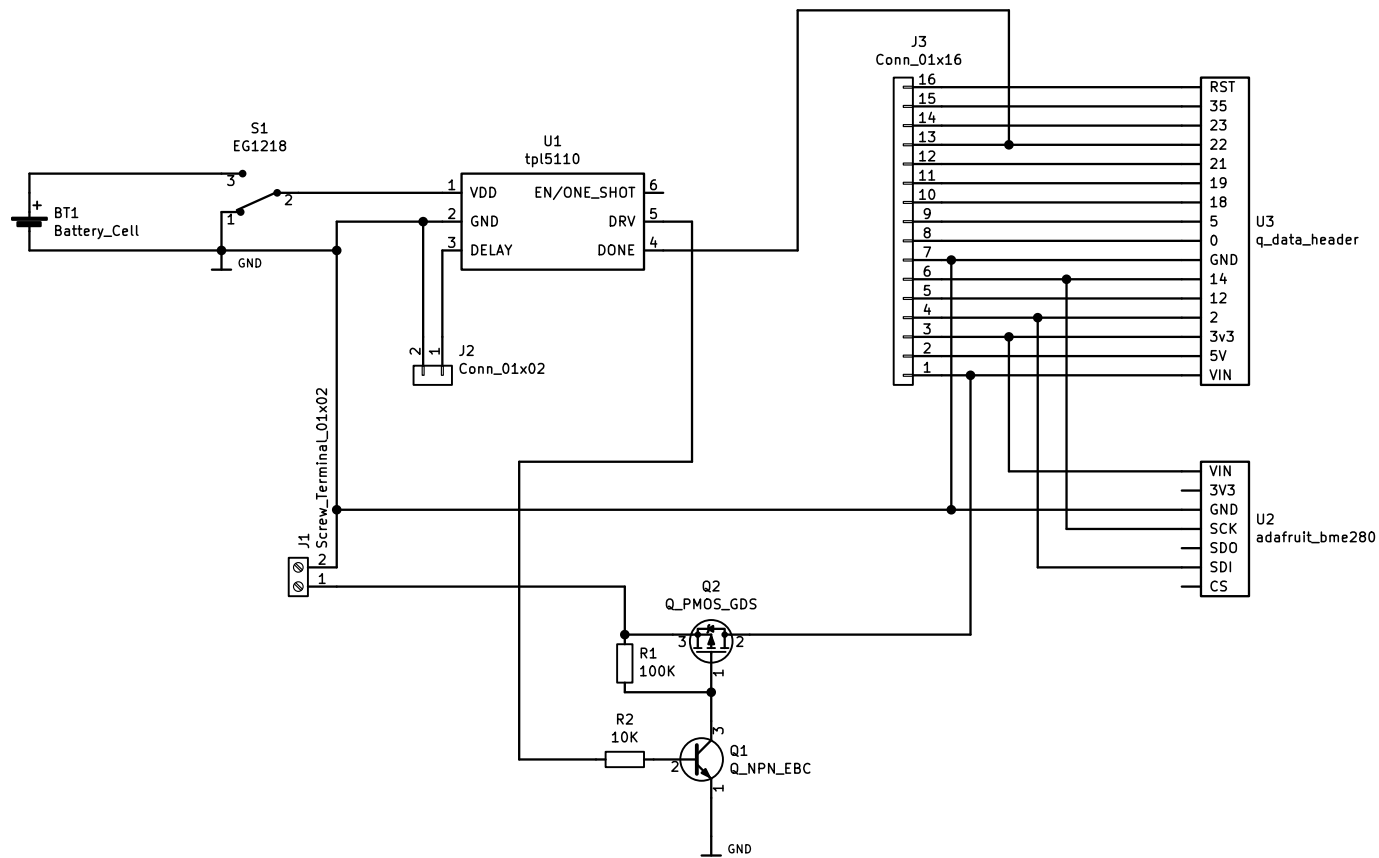 S1
EG1218
3
2
1
+
BT1
Battery_Cell
GND
U1
tpl5110
1
VDD
EN/ONE_SHOT
6
2
GND
DRV
5
3
DELAY
DONE
4
2
1
J2
Conn_01x02
J3
Conn_01x16
16
RST
15
35
14
23
13
22
12
21
11
19
10
18
9
5
8
0
7
GND
6
14
5
12
4
2
3
3v3
2
5V
1
VIN
U3
q_data_header
VIN
3V3
GND
SCK
SDO
SDI
CS
U2
adafruit_bme280
J1
Screw_Terminal_01x02
2
1
Q2
Q_PMOS_GDS
3
2
1
R1
100K
R2
10K
3
2
1
Q1
Q_NPN_EBC
GND